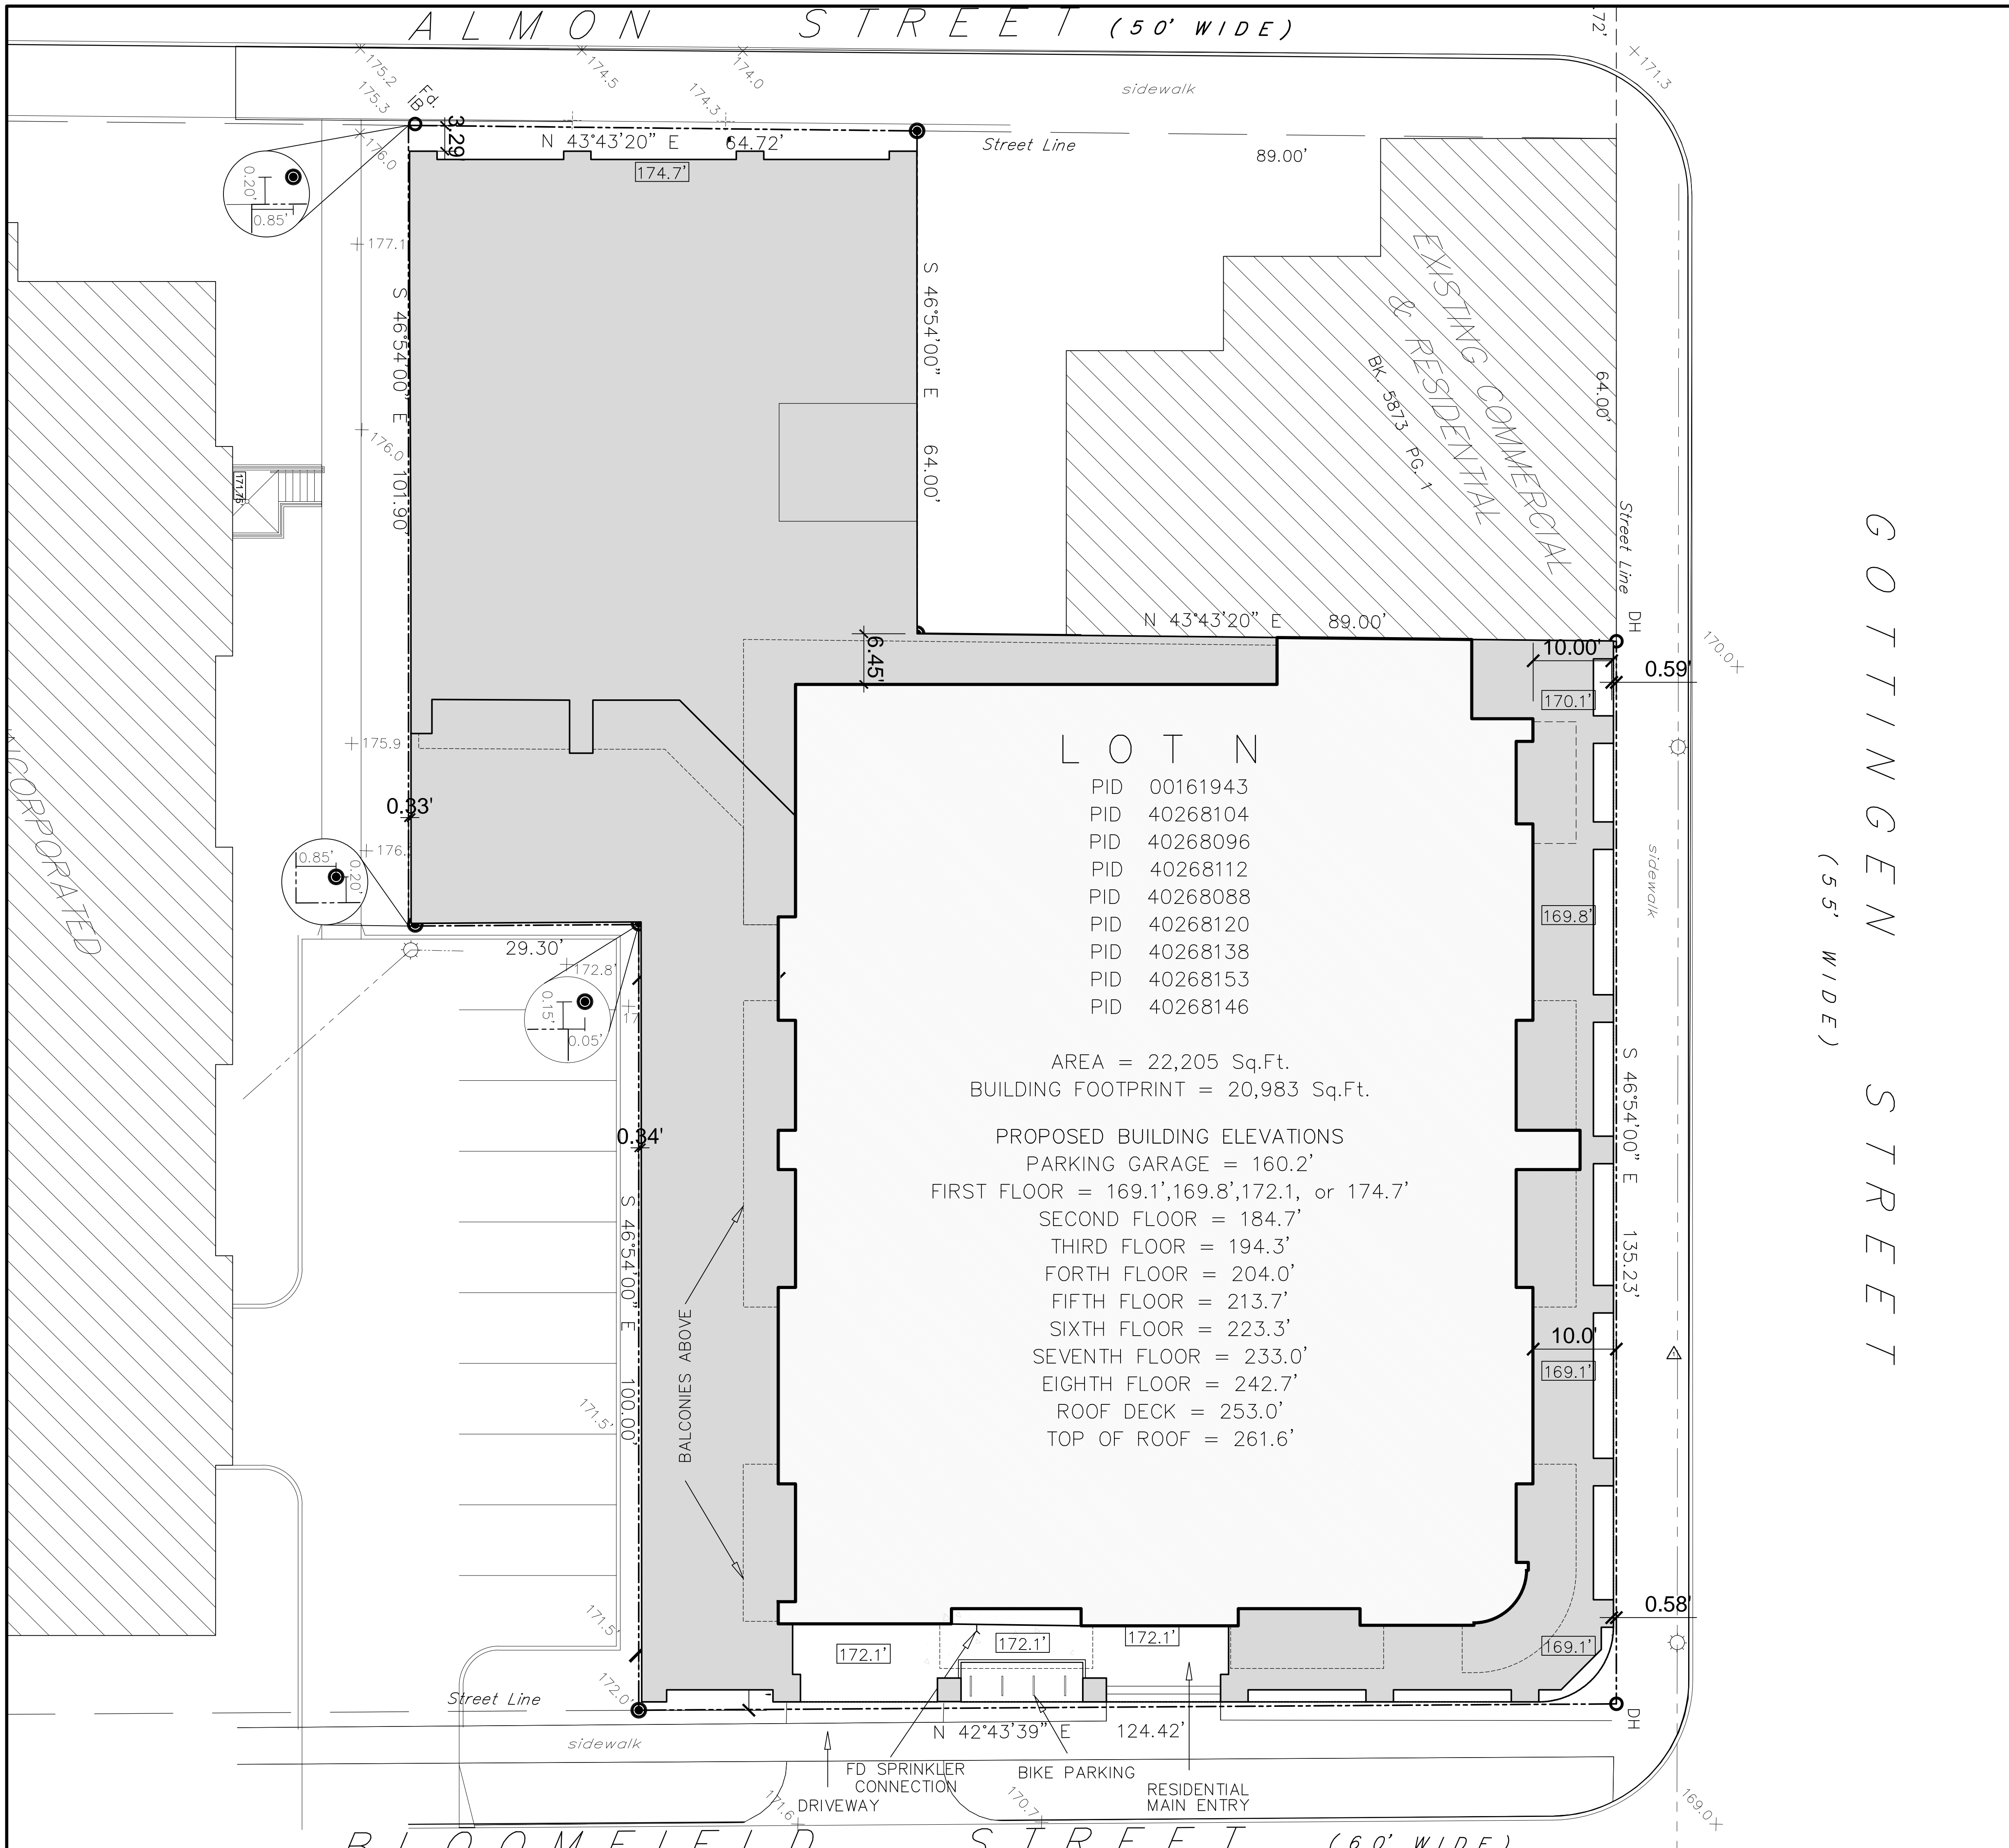 ALMON STREET (50' WIDE)
72'
175.2
174.5
174.0
171.3
175.3
Fd.
IB
174.3
sidewalk
3.29
N 43°43'20" E 64.72'
Street Line
89.00'
174.7'
176.0
0.20'
0.85'
177.1
S 46°54'00" E 101.90'
S 46°54'00" E 64.00'
EXISTING COMMERCIAL
& RESIDENTIAL
BK. 5873 PG. 1
64.00'
Street Line
DH
176.0
171.75'
N 43°43'20" E 89.00'
6.45'
10.00'
0.59'
170.0
170.1'
GOTTINGEN STREET
(55' WIDE)
175.9
0.33'
176.
0.85'
0.20'
29.30'
172.8'
17
0.15'
0.05'
LOT N
PID 00161943
PID 40268104
PID 40268096
PID 40268112
PID 40268088
PID 40268120
PID 40268138
PID 40268153
PID 40268146
AREA = 22,205 Sq.Ft.
BUILDING FOOTPRINT = 20,983 Sq.Ft.
PROPOSED BUILDING ELEVATIONS
PARKING GARAGE = 160.2'
FIRST FLOOR = 169.1',169.8',172.1, or 174.7'
SECOND FLOOR = 184.7'
THIRD FLOOR = 194.3'
FORTH FLOOR = 204.0'
FIFTH FLOOR = 213.7'
SIXTH FLOOR = 223.3'
SEVENTH FLOOR = 233.0'
EIGHTH FLOOR = 242.7'
ROOF DECK = 253.0'
TOP OF ROOF = 261.6'
169.8'
sidewalk
S 46°54'00" E 135.23'
10.0'
169.1'
1
0.34'
S 46°54'00" E 100.00'
BALCONIES ABOVE
171.5'
171.5'
172.0'
0.58'
169.1'
172.1'
172.1'
172.1'
Street Line
DH
N 42°43'39" E 124.42'
sidewalk
FD SPRINKLER
CONNECTION
BIKE PARKING
RESIDENTIAL
MAIN ENTRY
DRIVEWAY
171.6
170.7
169.0
BLOOMFIELD STREET (60' WIDE)